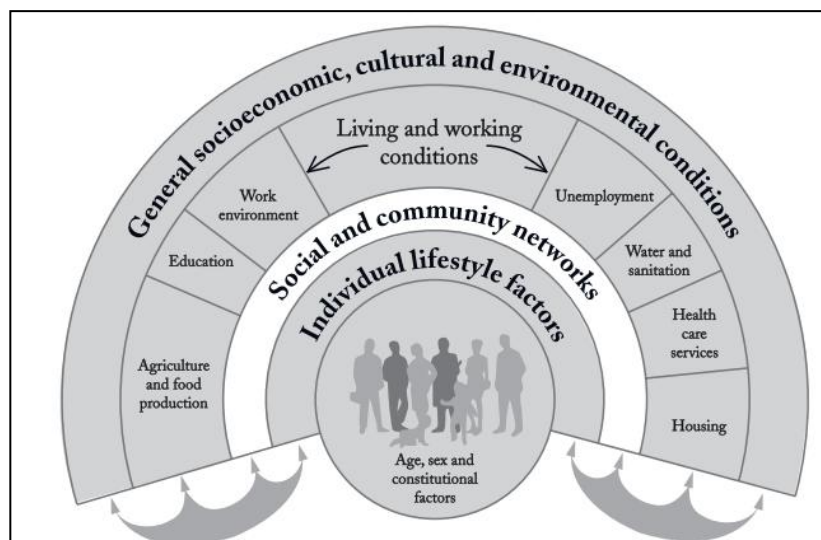 General socioeconomic, cultural and environmental conditions
Living and working
conditions
Work
environment
Education
Agriculture
and food
production
Unemployment
Water and
sanitation
Health
care
services
Housing
Social and community networks
Individual lifestyle factors
Age, sex and
constitutional
factors